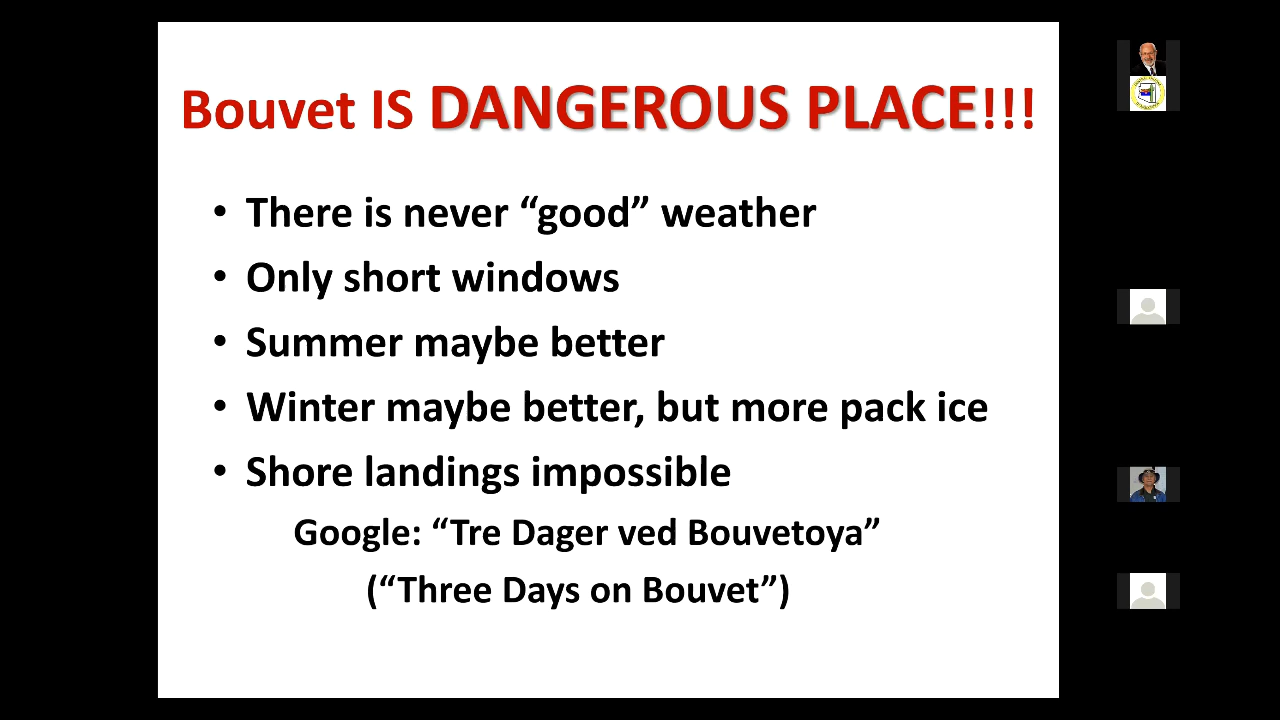 Bouvet IS DANGEROUS PLACE!!!
• There is never “good” weather
• Only short windows
• Summer maybe better
• Winter maybe better, but more pack ice
• Shore landings impossible
Google: “Tre Dager ved Bouvetoya”
(“Three Days on Bouvet”)